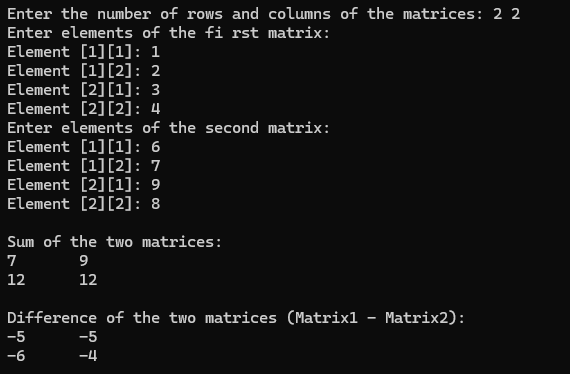 Enter the number of rows and columns of the matrices: 2 2
Enter elements of the fi rst matrix:
Element [1][1]: 1
Element [1][2]: 2
Element [2][1]: 3
Element [2][2]: 4
Enter elements of the second matrix:
Element [1][1]: 6
Element [1][2]: 7
Element [2][1]: 9
Element [2][2]: 8
Sum of the two matrices:
7 9
12 12
Difference of the two matrices (Matrix1 - Matrix2):
-5 -5
-6 -4